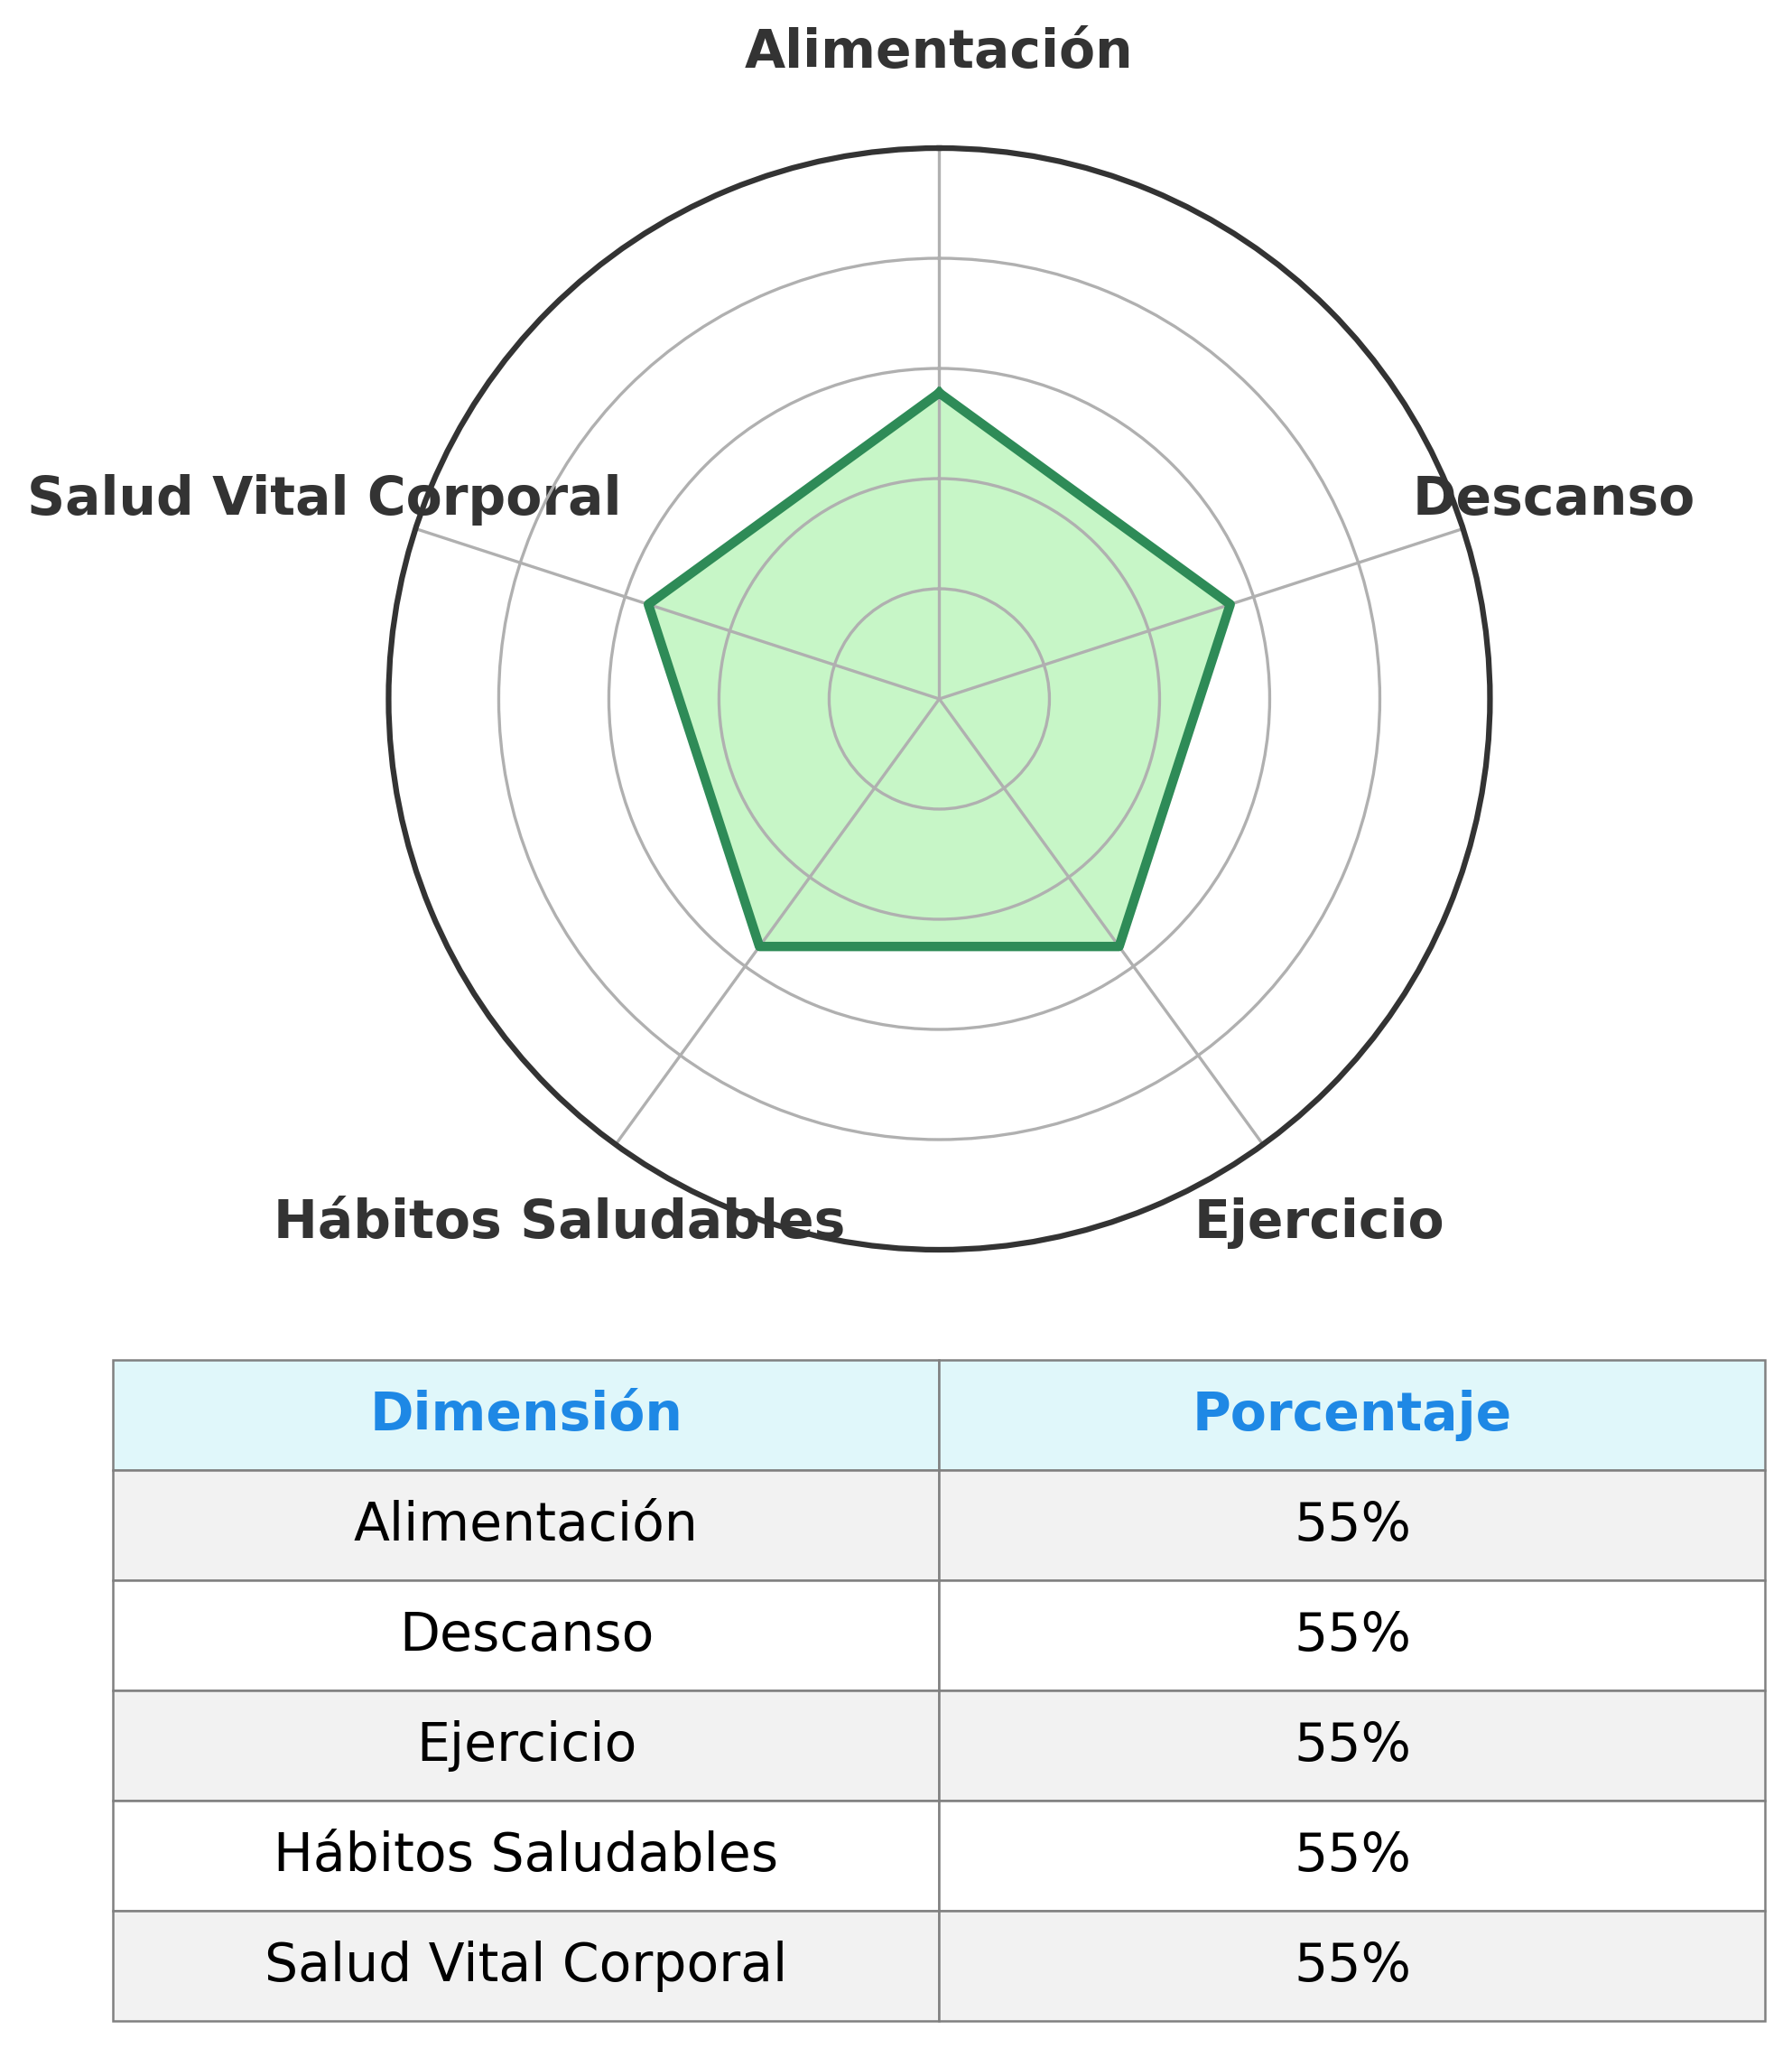 Alimentación
Salud Vital Corporal
Descanso
Hábitos Saludables
Ejercicio
Dimensión Porcentaje
Alimentación 55%
Descanso 55%
Ejercicio 55%
Hábitos Saludables 55%
Salud Vital Corporal 55%